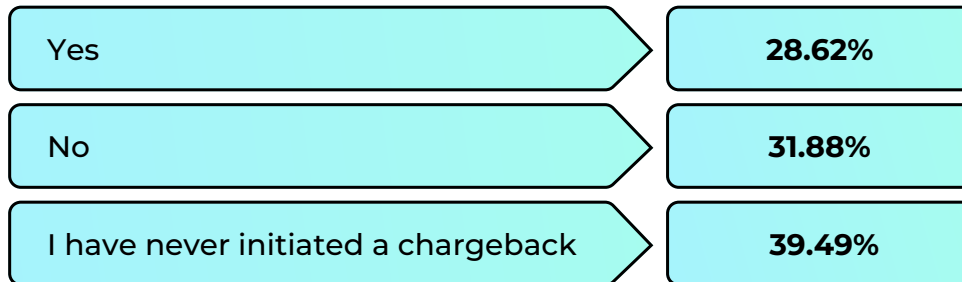 Yes 28.62%
No 31.88%
I have never initiated a chargeback 39.49%